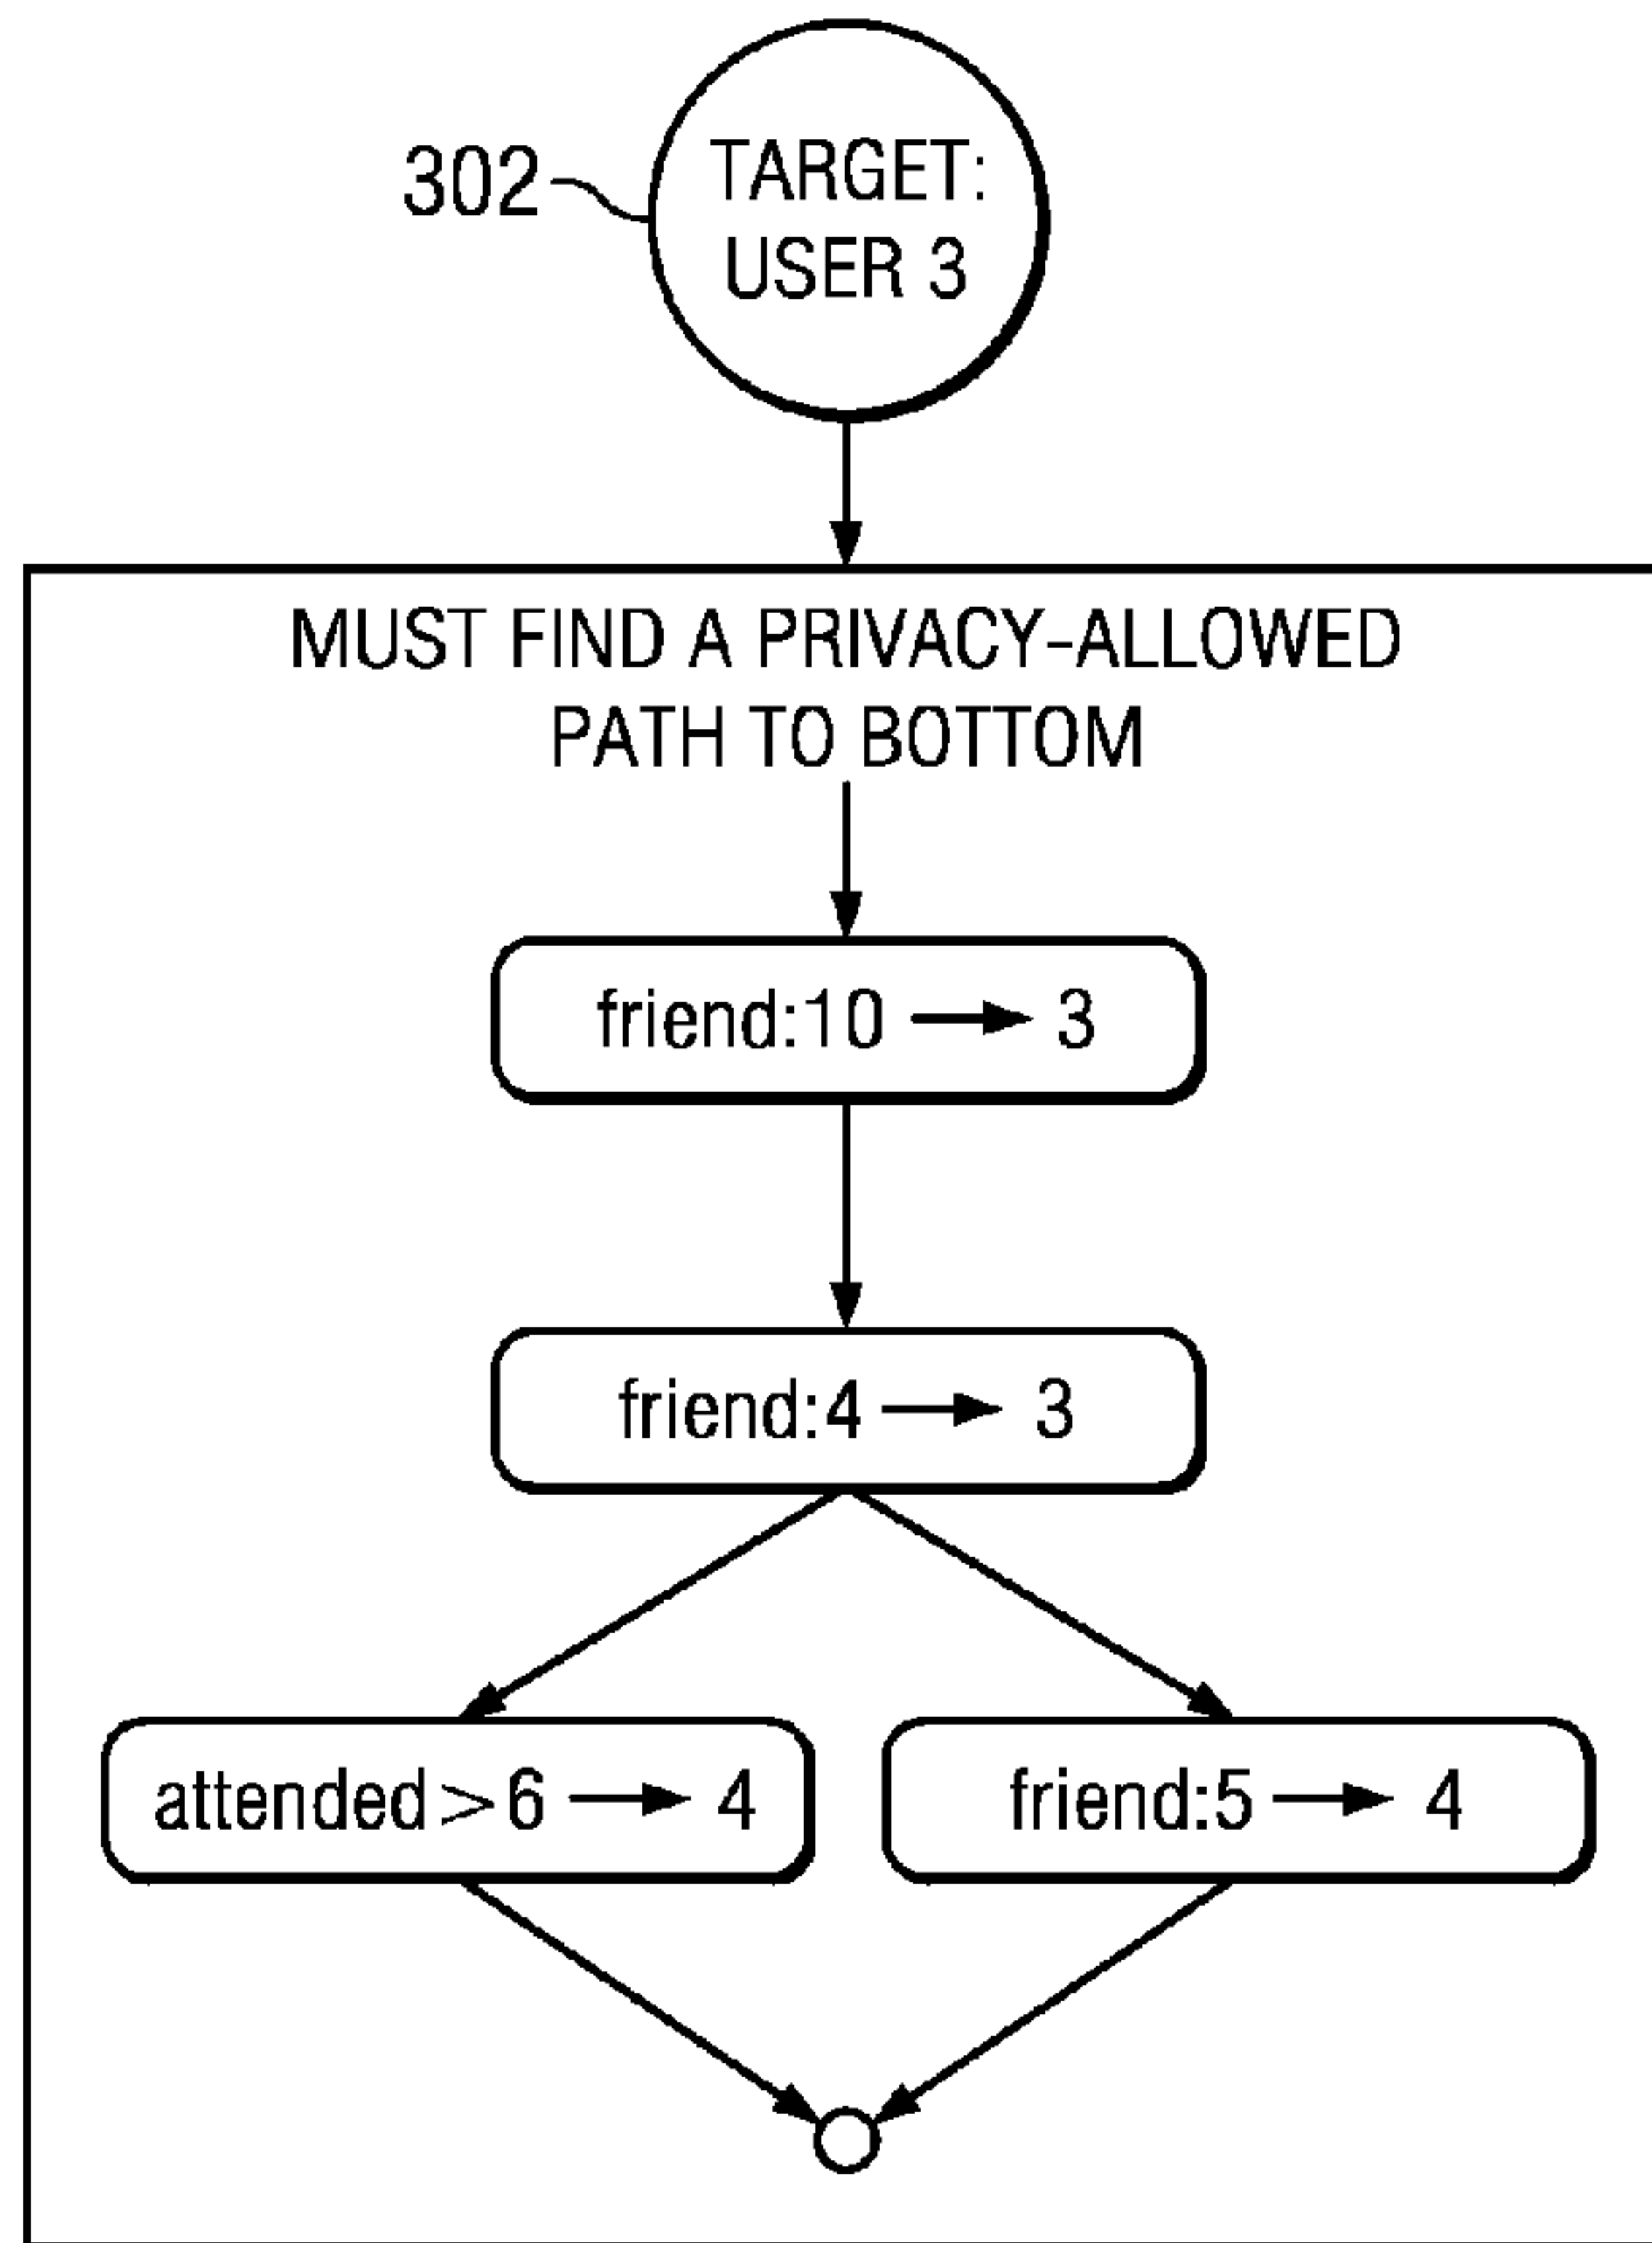 302
TARGET:
USER 3
MUST FIND A PRIVACY-ALLOWED
PATH TO BOTTOM
friend:10 → 3
friend:4 → 3
attended>6 → 4
friend:5 → 4